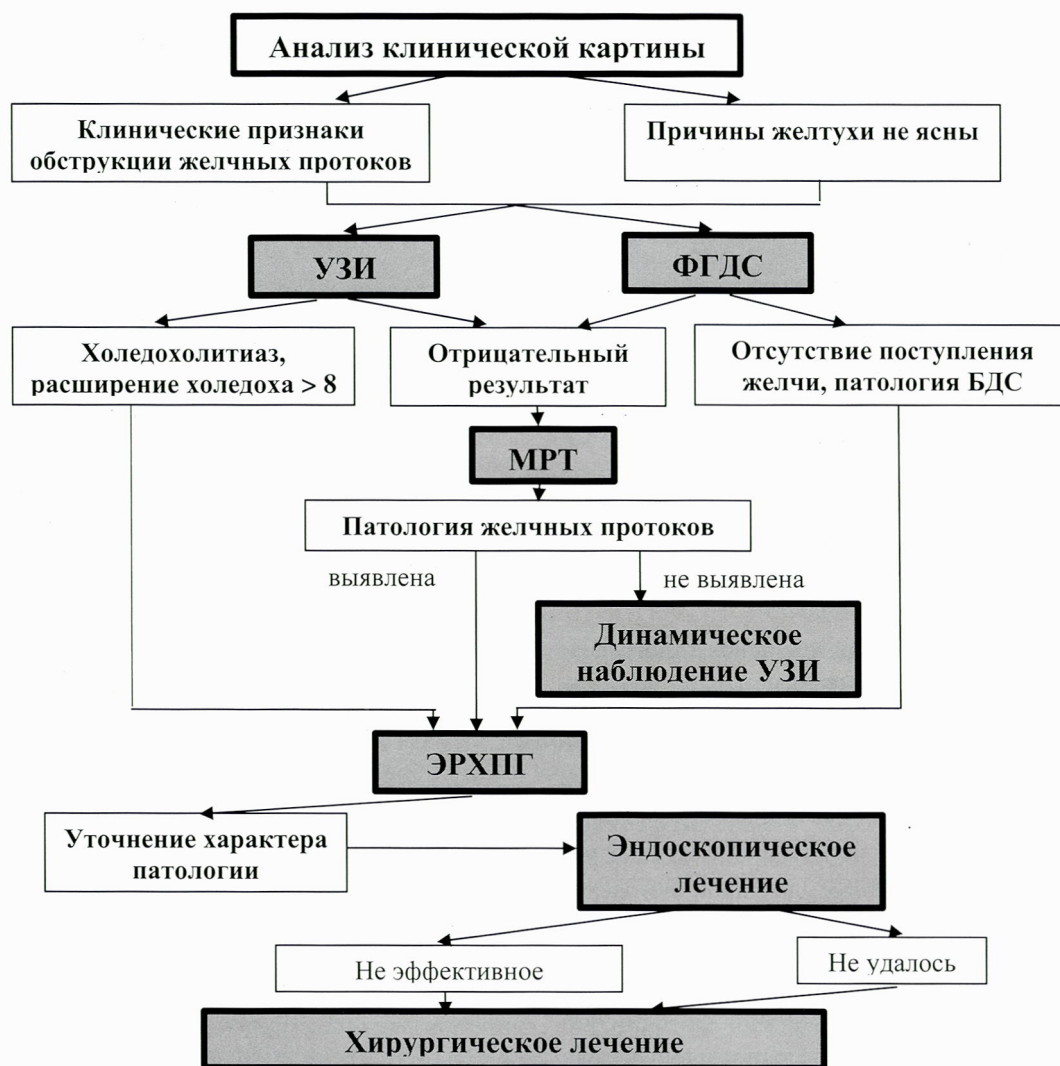 Анализ клинической картины
Клинические признаки
обструкции желчных протоков
Причины желтухи не ясны
УЗИ
ФГДС
Холедохолитиаз,
расширение холедоха > 8
Отрицательный
результат
Отсутствие поступления
желчи, патология БДС
МРТ
Патология желчных протоков
выявлена
не выявлена
Динамическое
наблюдение УЗИ
ЭРХПГ
Уточнение характера
патологии
Эндоскопическое
лечение
Не эффективное
Не удалось
Хирургическое лечение